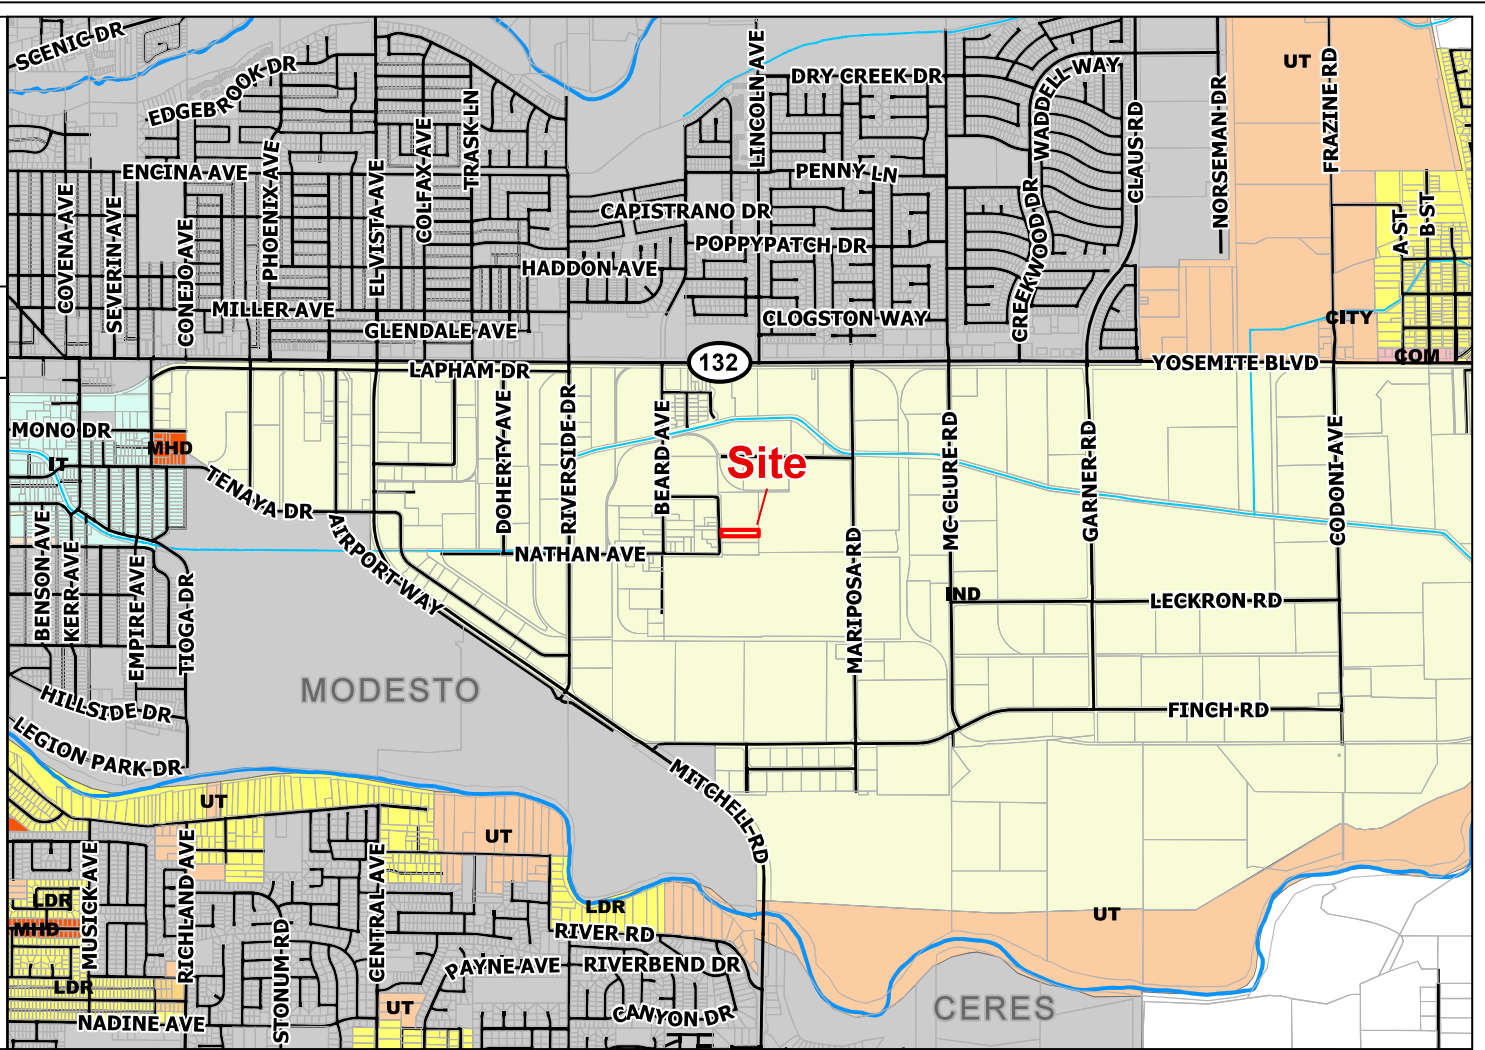 SCENIC DR
EDGEBROOK DR
LINCOLN AVE
DRY CREEK DR
WADDELL WAY
UT
FRAZINE RD
NORSEMAN DR
CLAUS RD
TRASK LN
COLFAX AVE
PHOENIX AVE
ENCINA AVE
EL VISTA AVE
PENNY LN
COVENA AVE
SEVERIN AVE
CONEJO AVE
CAPISTRANO DR
POPPYPATCH DR
CREEKWOOD DR
A ST
B ST
HADDON AVE
MILLER AVE
GLENDALE AVE
CLOGSTON WAY
CITY
COM
132
YOSEMITE BLVD
LAPHAM DR
MONO DR
MHD
IT
TENAYA DR
DOHERTY AVE
RIVERSIDE DR
BEARD AVE
Site
MC CLURE RD
GARNER RD
CODONI AVE
AIRPORT WAY
NATHAN AVE
MARIPOSA RD
BENSON AVE
KERR AVE
EMPIRE AVE
TIOGA DR
IND
LECKRON RD
MODESTO
HILLSIDE DR
FINCH RD
LEGION PARK DR
MITCHELL RD
UT
UT
MUSICK AVE
RICHLAND AVE
CENTRAL AVE
LDR
MHD
LDR
UT
RIVER RD
STONUM RD
PAYNE AVE
RIVERBEND DR
LDR
UT
CERES
CANYON DR
NADINE AVE